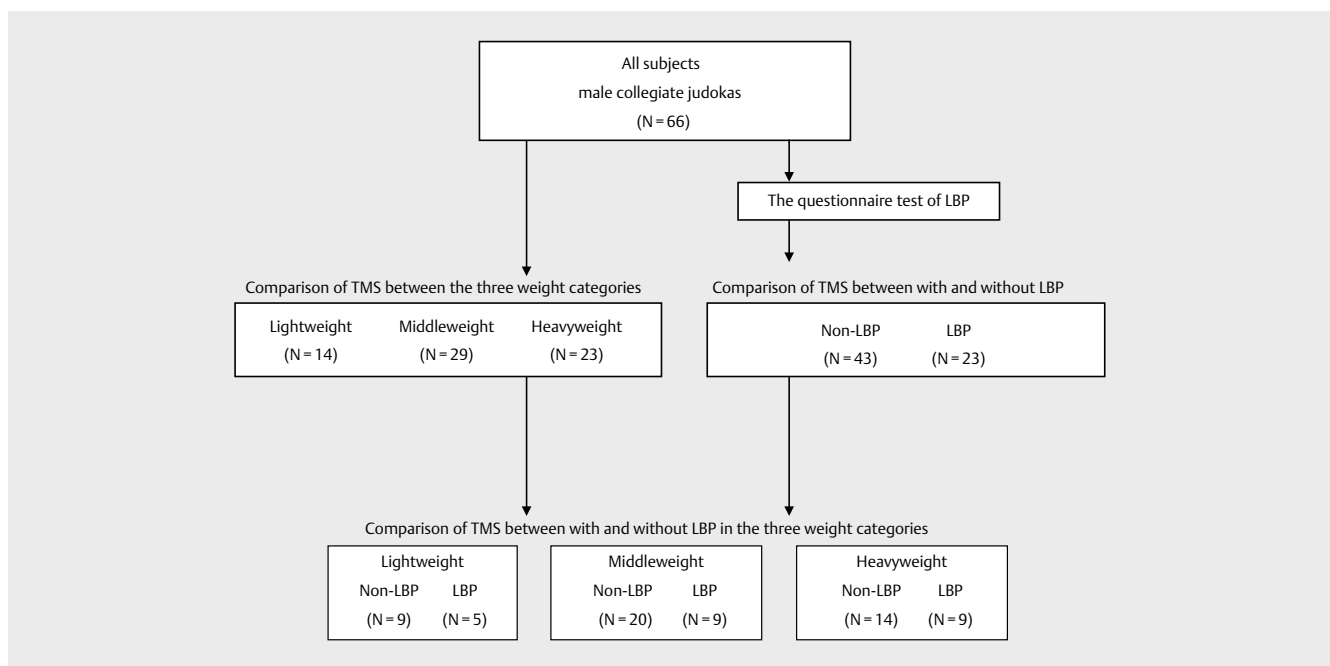 All subjects
male collegiate judokas
(N = 66)
The questionnaire test of LBP
Comparison of TMS between the three weight categories
Lightweight Middleweight Heavyweight
(N = 14) (N = 29) (N = 23)
Comparison of TMS between with and without LBP
Non-LBP LBP
(N = 43) (N = 23)
Comparison of TMS between with and without LBP in the three weight categories
Lightweight
Non-LBP LBP
(N = 9) (N = 5)
Middleweight
Non-LBP LBP
(N = 20) (N = 9)
Heavyweight
Non-LBP LBP
(N = 14) (N = 9)